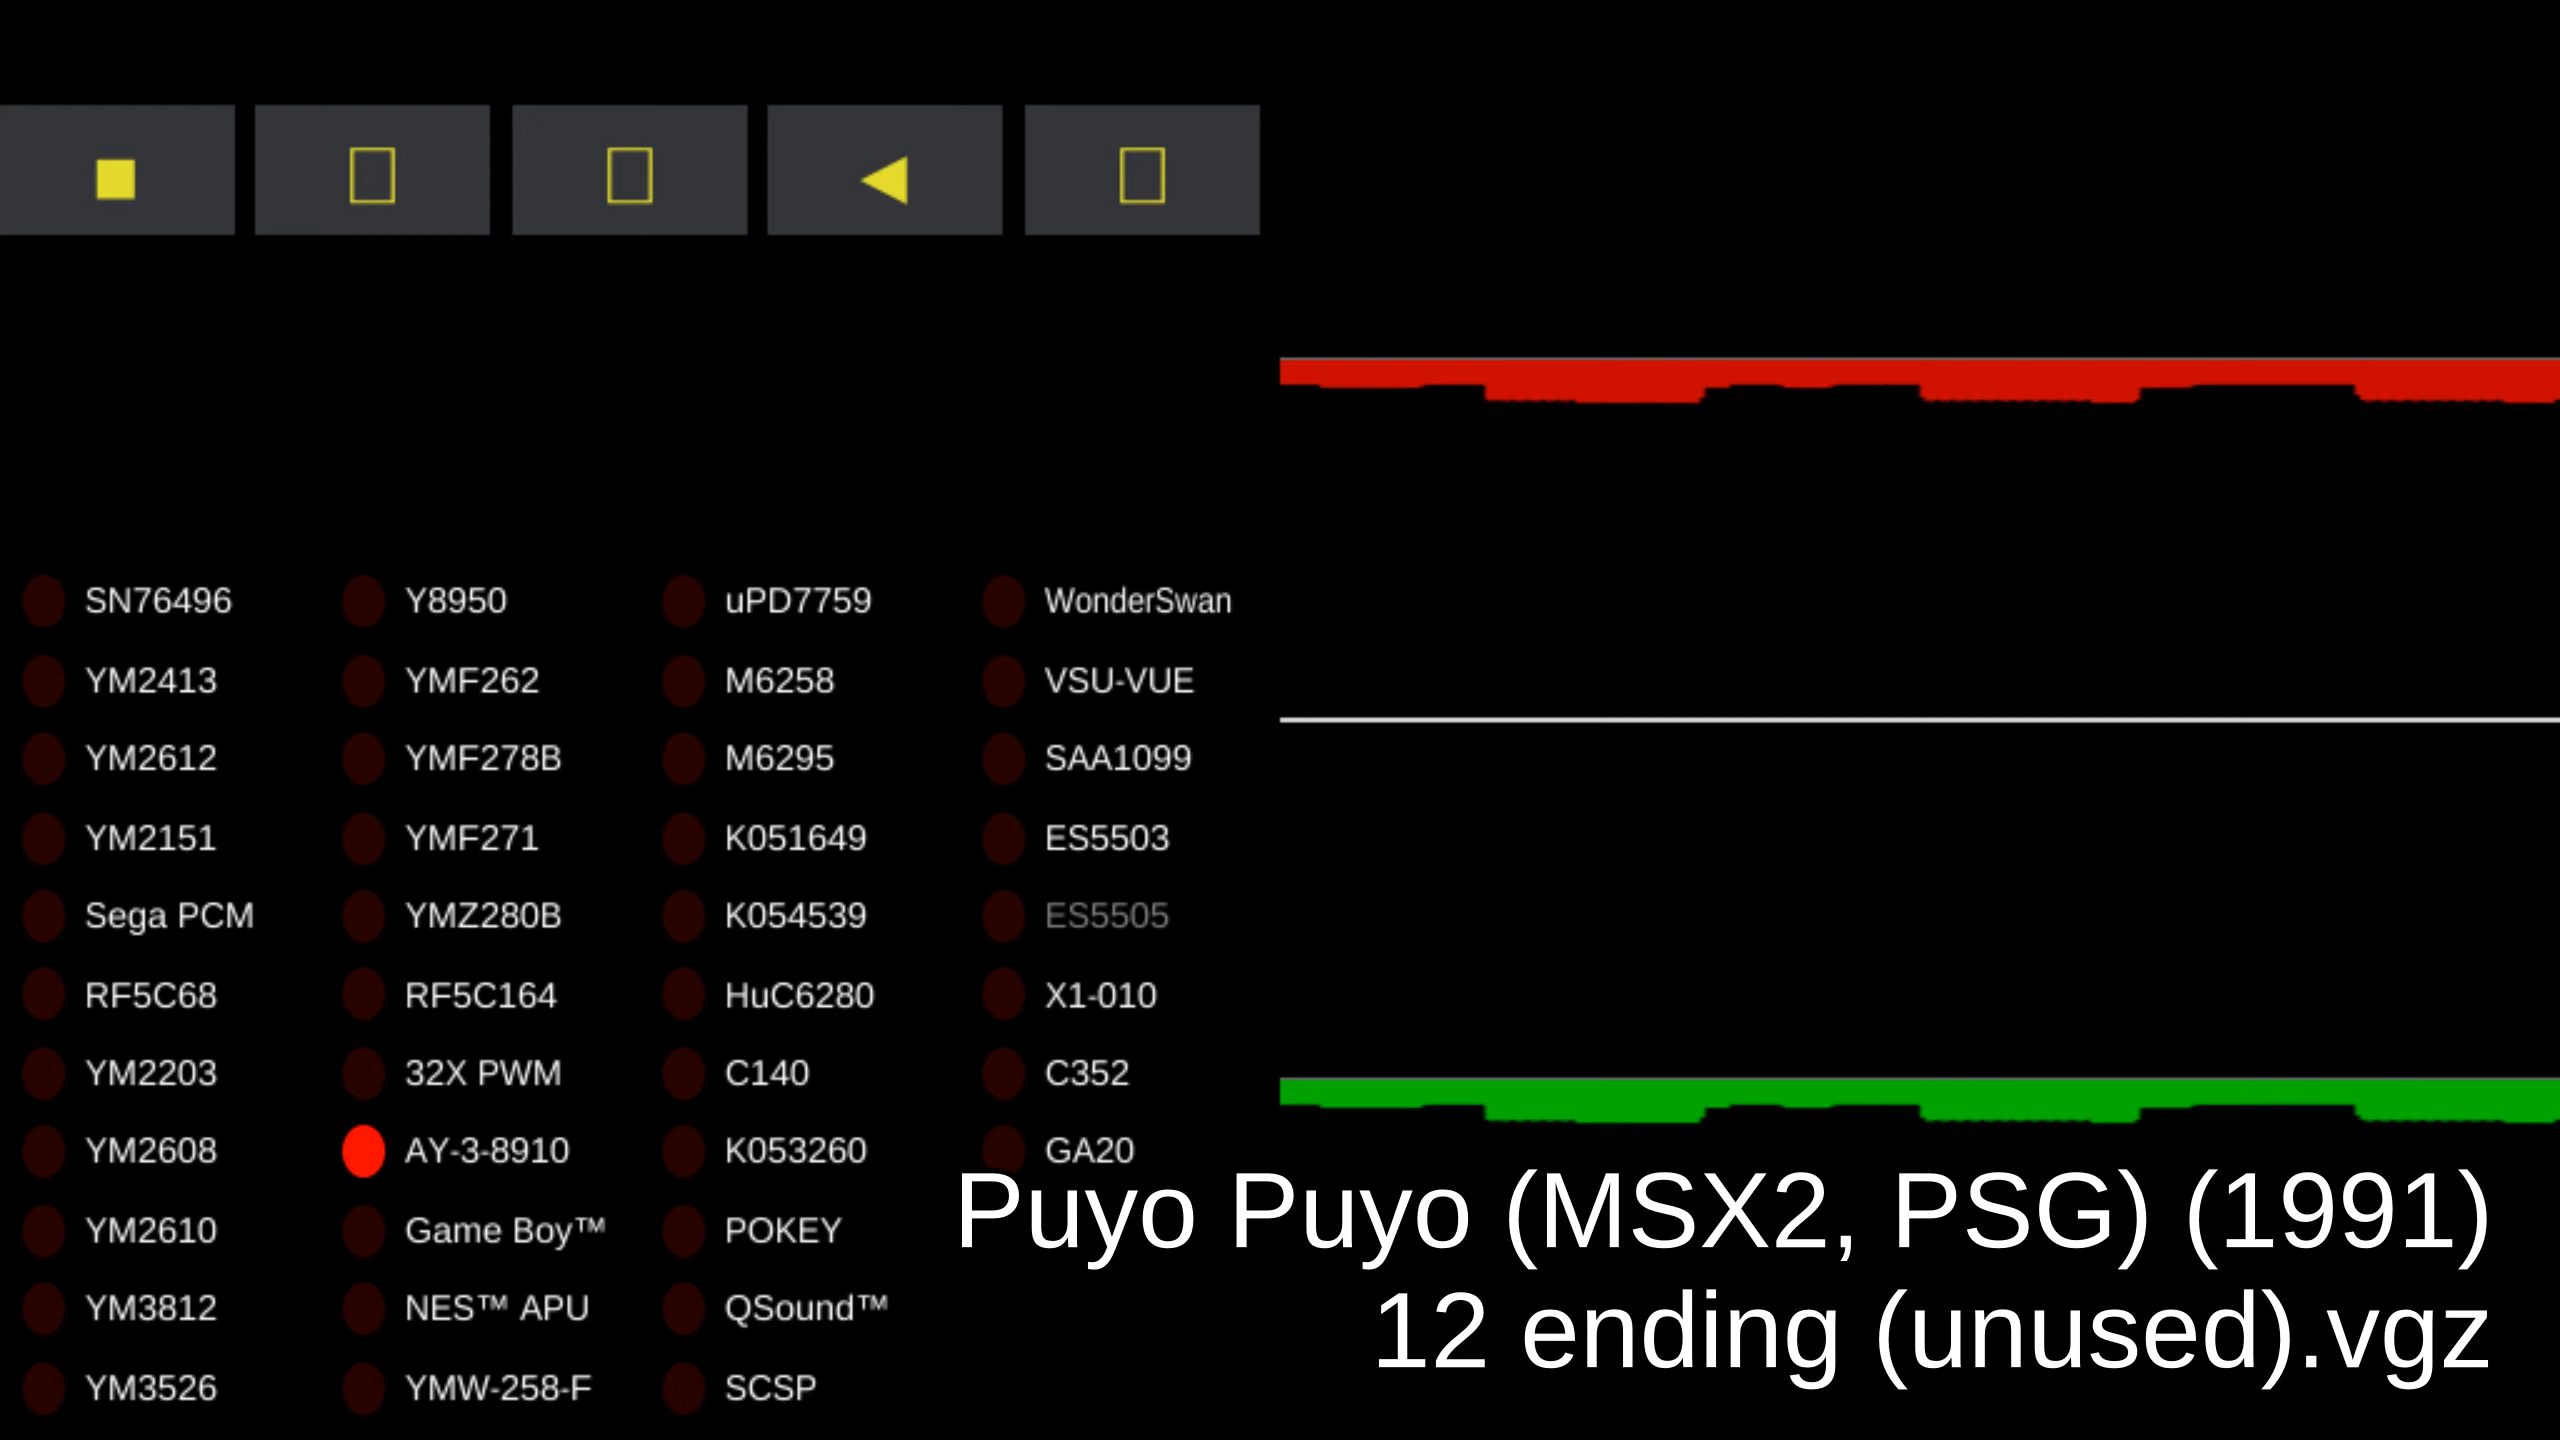 SN76496
YM2413
YM2612
YM2151
Sega PCM
RF5C68
YM2203
YM2608
YM2610
YM3812
YM3526
Y8950
YMF262
YMF278B
YMF271
YMZ280B
RF5C164
32X PWM
AY-3-8910
Game Boy™
NES™ APU
YMW-258-F
uPD7759
M6258
M6295
K051649
K054539
HuC6280
C140
K053260
POKEY
QSound™
SCSP
WonderSwan
VSU-VUE
SAA1099
ES5503
ES5505
X1-010
C352
GA20
Puyo Puyo (MSX2, PSG) (1991)
12 ending (unused).vgz